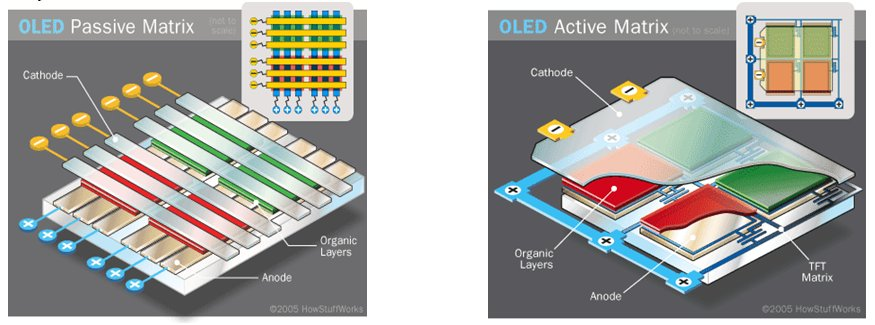 OLED Passive Matrix (not to
scale)
Cathode
Organic
Layers
Anode
©2005 HowStuffWorks
OLED Active Matrix (not to scale)
Cathode
Organic
Layers
Anode
TFT
Matrix
©2005 HowStuffWorks